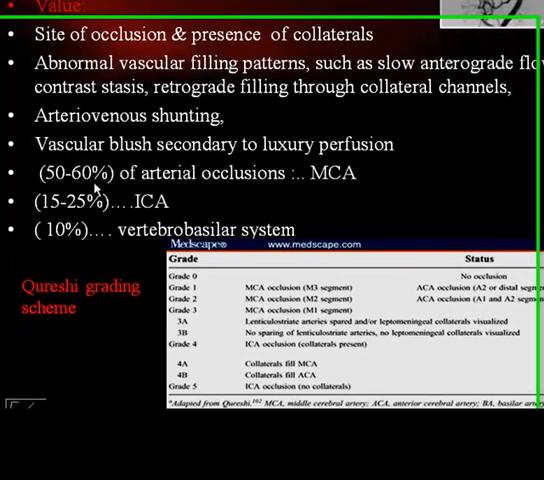 • Value:
• Site of occlusion & presence of collaterals
• Abnormal vascular filling patterns, such as slow anterograde
contrast stasis, retrograde filling through collateral channels,
• Arteriovenous shunting,
• Vascular blush secondary to luxury perfusion
• (50-60%) of arterial occlusions :.. MCA
• (15-25%)....ICA
• ( 10%).... vertebrobasilar system
Medscape® www.medscape.com
Qureshi grading
scheme
Grade Status
Grade 0 No occlusion
Grade 1 MCA occlusion (M3 segment) ACA occlusion (A2 or distal
Grade 2 MCA occlusion (M2 segment) ACA occlusion (A1 and A2
Grade 3 MCA occlusion (M1 segment)
3A Lenticulostriate arteries spared and/or leptomeningeal collaterals visualized
3B No sparing of lenticulostriate arteries, no leptomeningeal collaterals visualized
Grade 4 ICA occlusion (collaterals present)
4A Collaterals fill MCA
4B Collaterals fill ACA
Grade 5 ICA occlusion (no collaterals)
*Adapted from Qureshi.102 MCA, middle cerebral artery; ACA, anterior cerebral artery; BA, basilar